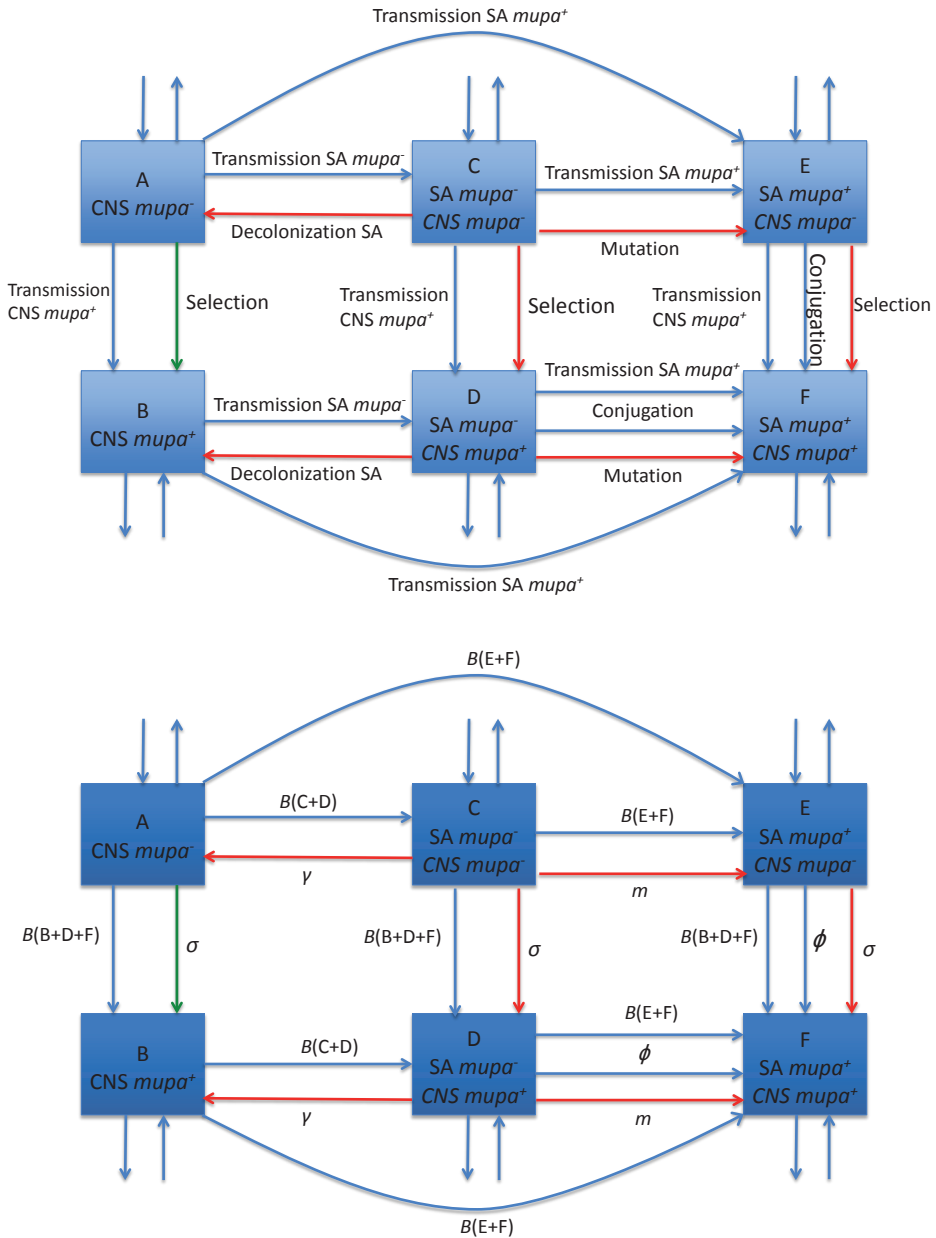 Transmission SA mupa⁺
A
CNS mupa⁻
Transmission SA mupa⁻
Decolonization SA
C
SA mupa⁻
CNS mupa⁻
Transmission SA mupa⁺
Mutation
E
SA mupa⁺
CNS mupa⁻
Transmission
CNS mupa⁺
Selection
Transmission
CNS mupa⁺
Selection
Transmission
CNS mupa⁺
Conjugation
Selection
B
CNS mupa⁺
Transmission SA mupa⁻
Decolonization SA
D
SA mupa⁻
CNS mupa⁺
Transmission SA mupa⁺
Conjugation
Mutation
F
SA mupa⁺
CNS mupa⁺
Transmission SA mupa⁺
B(E+F)
A
CNS mupa⁻
B(C+D)
γ
C
SA mupa⁻
CNS mupa⁻
B(E+F)
m
E
SA mupa⁺
CNS mupa⁻
B(B+D+F)
σ
B(B+D+F)
σ
B(B+D+F)
ϕ
σ
B
CNS mupa⁺
B(C+D)
γ
D
SA mupa⁻
CNS mupa⁺
B(E+F)
ϕ
m
F
SA mupa⁺
CNS mupa⁺
B(E+F)